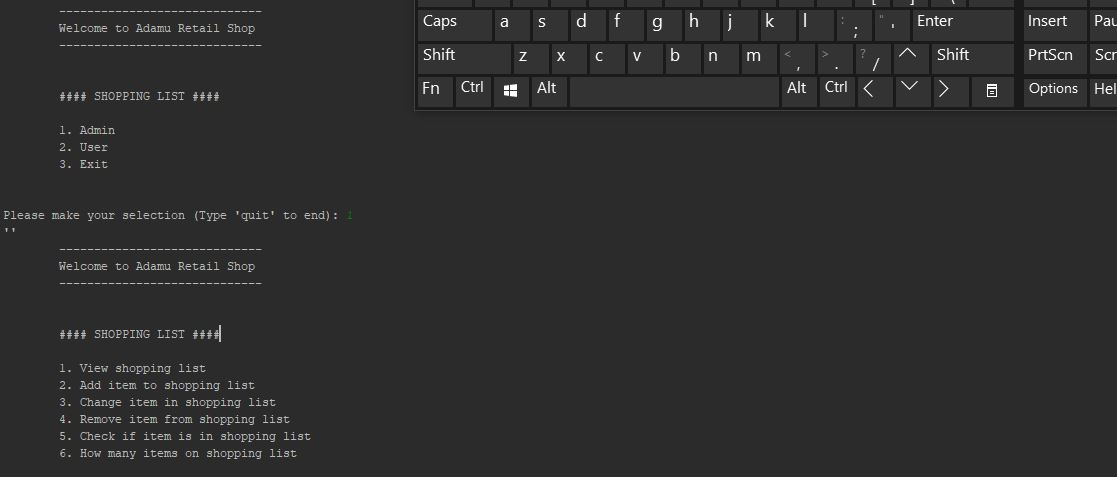 -----------------------------
Welcome to Adamu Retail Shop
-----------------------------
#### SHOPPING LIST ####
1. Admin
2. User
3. Exit
Please make your selection (Type 'quit' to end): 1
''
-----------------------------
Welcome to Adamu Retail Shop
-----------------------------
#### SHOPPING LIST ####
1. View shopping list
2. Add item to shopping list
3. Change item in shopping list
4. Remove item from shopping list
5. Check if item is in shopping list
6. How many items on shopping list
Caps a s d f g h j k l : ; " ' Enter Insert
Shift z x c v b n m < , > . ? / Shift PrtScn
Fn Ctrl Alt Alt Ctrl Options